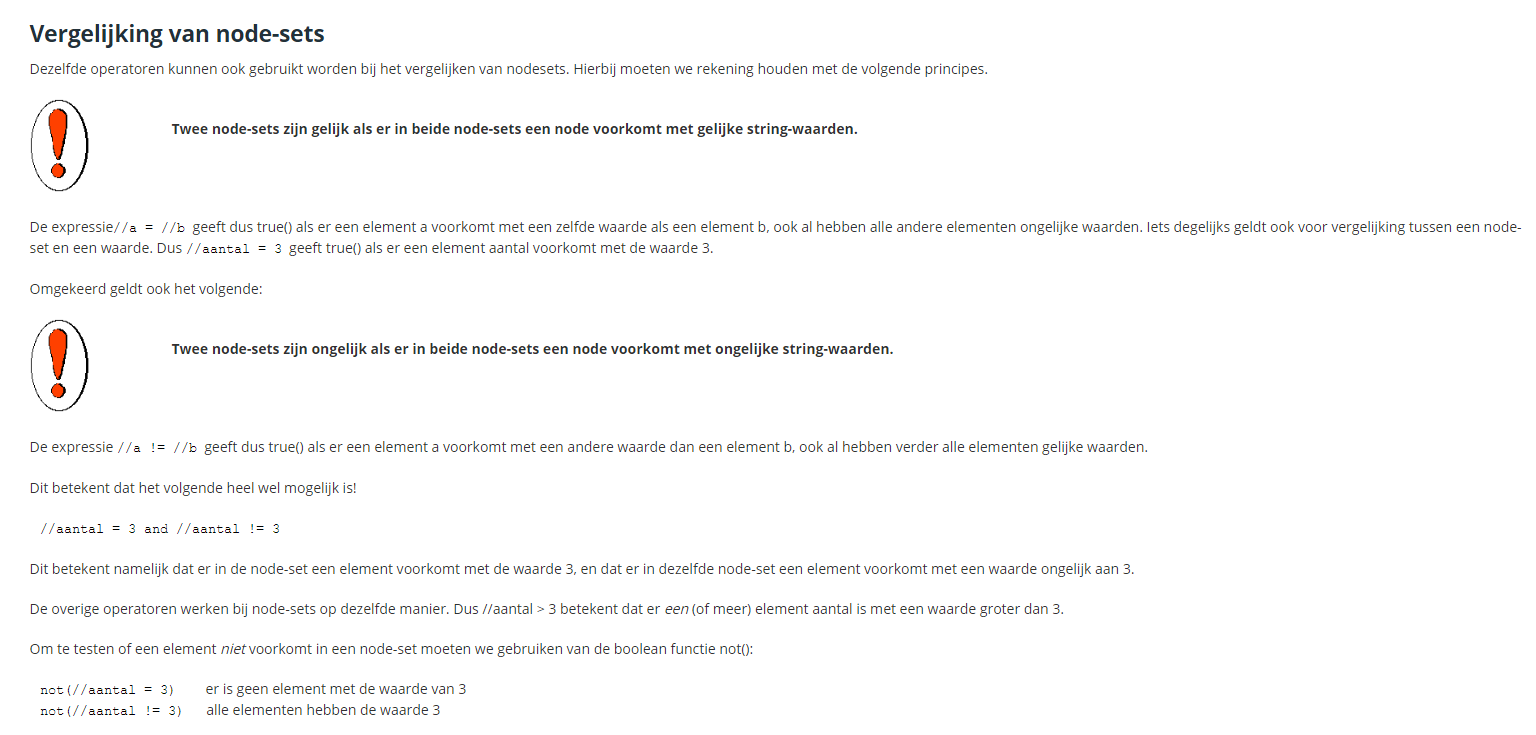 Vergelijking van node-sets
Dezelfde operatoren kunnen ook gebruikt worden bij het vergelijken van nodesets. Hierbij moeten we rekening houden met de volgende principes.
Twee node-sets zijn gelijk als er in beide node-sets een node voorkomt met gelijke string-waarden.
De expressie//a = //b geeft dus true() als er een element a voorkomt met een zelfde waarde als een element b, ook al hebben alle andere elementen ongelijke waarden. Iets degelijks geldt ook voor vergelijking tussen een node-
set en een waarde. Dus //aantal = 3 geeft true() als er een element aantal voorkomt met de waarde 3.
Omgekeerd geldt ook het volgende:
Twee node-sets zijn ongelijk als er in beide node-sets een node voorkomt met ongelijke string-waarden.
De expressie //a != //b geeft dus true() als er een element a voorkomt met een andere waarde dan een element b, ook al hebben verder alle elementen gelijke waarden.
Dit betekent dat het volgende heel wel mogelijk is!
//aantal = 3 and //aantal != 3
Dit betekent namelijk dat er in de node-set een element voorkomt met de waarde 3, en dat er in dezelfde node-set een element voorkomt met een waarde ongelijk aan 3.
De overige operatoren werken bij node-sets op dezelfde manier. Dus //aantal > 3 betekent dat er een (of meer) element aantal is met een waarde groter dan 3.
Om te testen of een element niet voorkomt in een node-set moeten we gebruiken van de boolean functie not():
not(//aantal = 3) er is geen element met de waarde van 3
not(//aantal != 3) alle elementen hebben de waarde 3